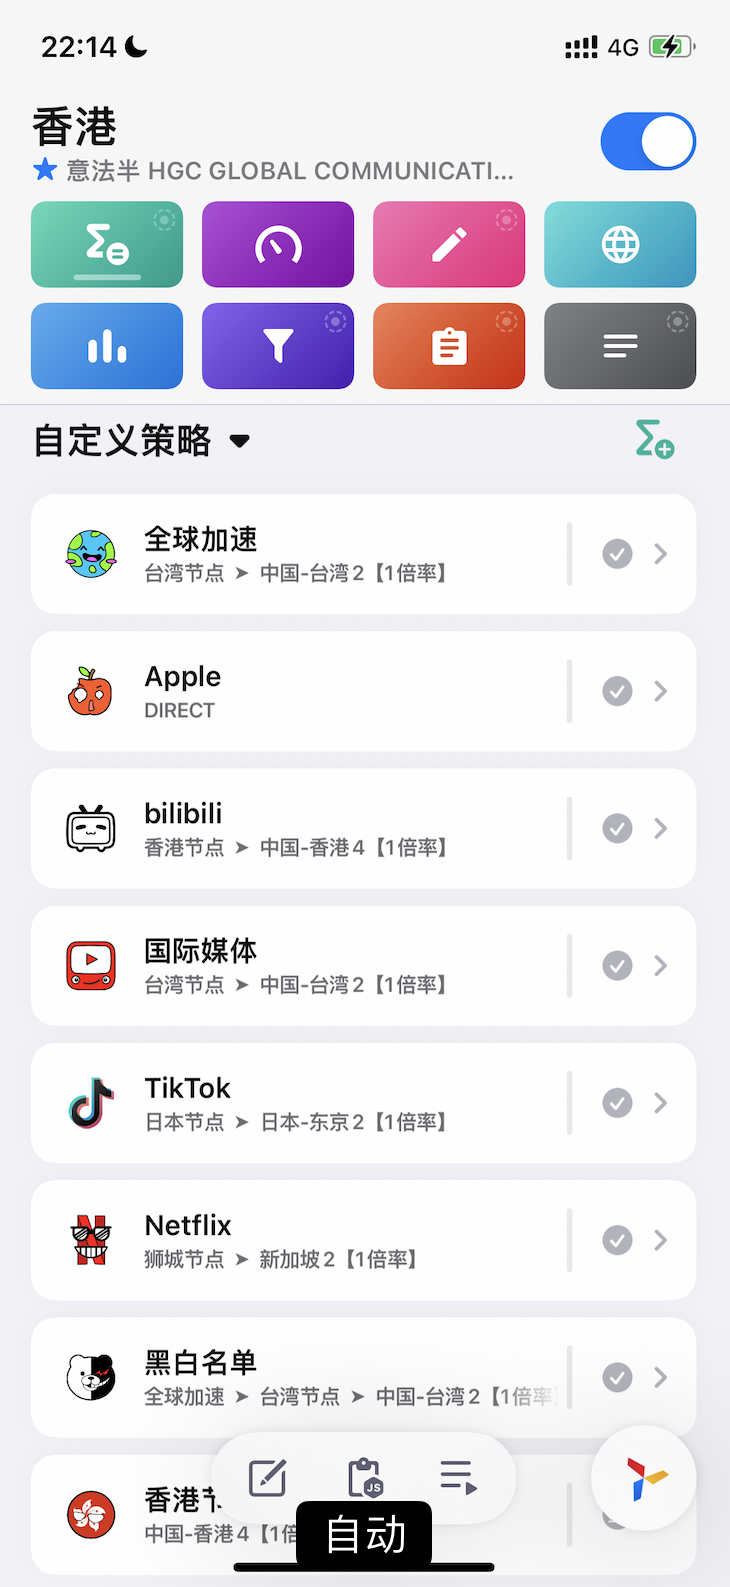 22:14
4G
香港
意法半 HGC GLOBAL COMMUNICATI...
自定义策略
全球加速
台湾节点 ➤ 中国-台湾2【1倍率】
Apple
DIRECT
bilibili
香港节点 ➤ 中国-香港4【1倍率】
国际媒体
台湾节点 ➤ 中国-台湾2【1倍率】
TikTok
日本节点 ➤ 日本-东京2【1倍率】
Netflix
狮城节点 ➤ 新加坡2【1倍率】
黑白名单
全球加速 ➤ 台湾节点 ➤ 中国-台湾2【1倍率】
JS
香港节
中国-香港4【1倍
自动